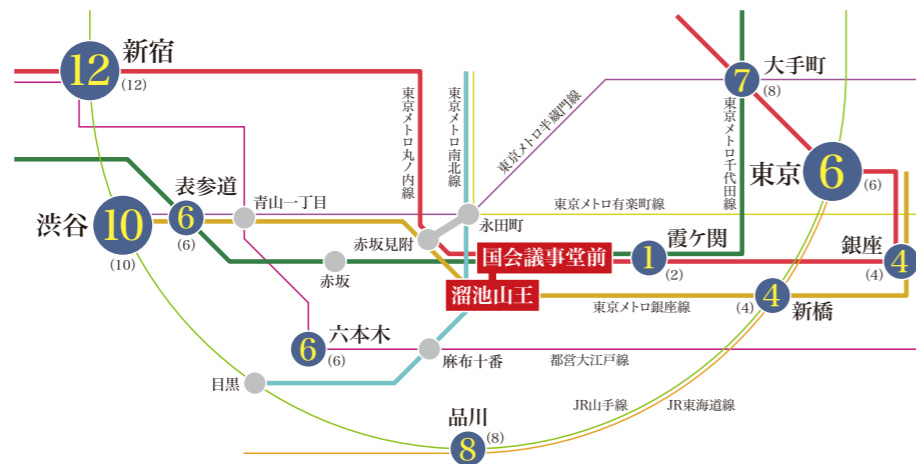 新宿
12
(12)
大手町
7
(8)
東京メトロ丸ノ内線
東京メトロ南北線
東京メトロ半蔵門線
東京メトロ千代田線
東京
6
(6)
表参道
6
(6)
青山一丁目
永田町
東京メトロ有楽町線
渋谷
10
(10)
赤坂見附
赤坂
国会議事堂前
霞ケ関
1
(2)
銀座
4
(4)
溜池山王
東京メトロ銀座線
4
(4)
新橋
六本木
6
(6)
麻布十番
都営大江戸線
目黒
品川
8
(8)
JR山手線
JR東海道線